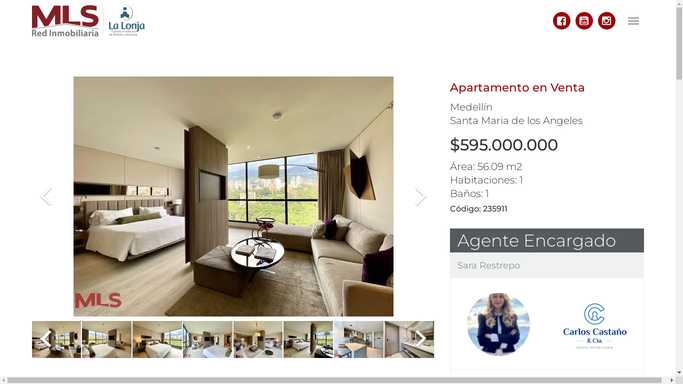 MLS
Red Inmobiliaria
La Lonja
Apartamento en Venta
Medellín
Santa Maria de los Angeles
$595.000.000
Área: 56.09 m2
Habitaciones: 1
Baños: 1
Código: 235911
Agente Encargado
Sara Restrepo
MLS
Carlos Castaño
& Cía.